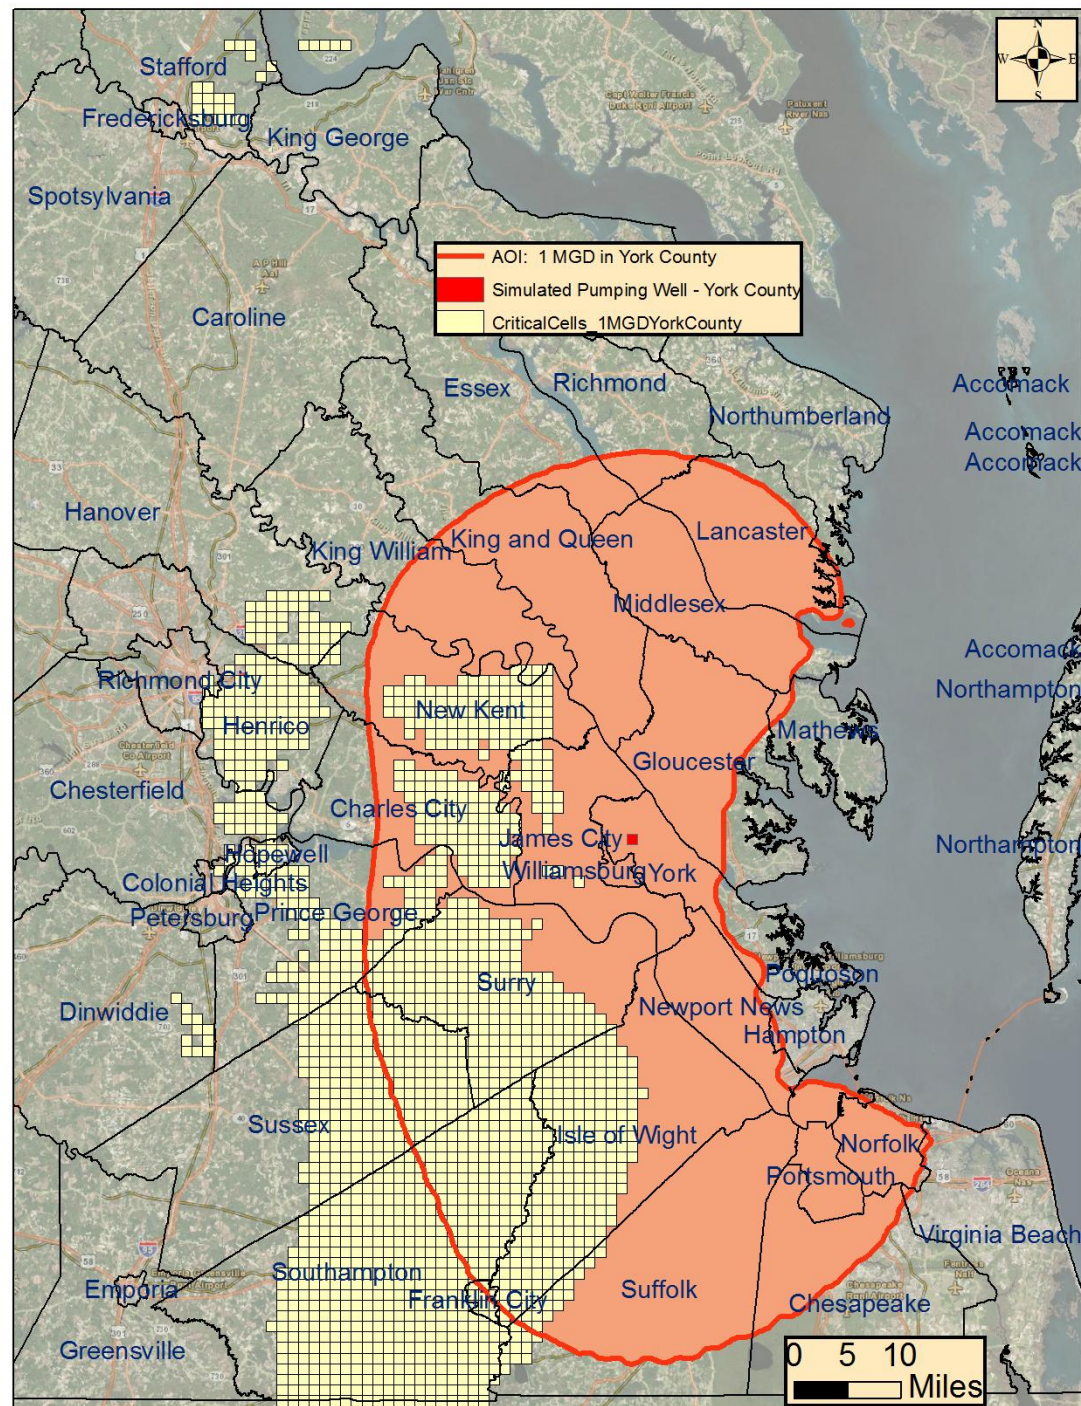 N
W E
S
Stafford
Fredericksburg
King George
Spotsylvania
Caroline
AOI: 1 MGD in York County
Simulated Pumping Well - York County
CriticalCells_1MGDYorkCounty
Essex
Richmond
Northumberland
Accomack
Accomack
Accomack
Hanover
King William
King and Queen
Lancaster
Middlesex
Accomack
Northampton
Richmond City
Henrico
New Kent
Mathews
Gloucester
Chesterfield
Charles City
James City
Williamsburg
York
Northampton
Hopewell
Colonial Heights
Petersburg
Prince George
Surry
Poquoson
Newport News
Hampton
Dinwiddie
Sussex
Isle of Wight
Norfolk
Portsmouth
Virginia Beach
Southampton
Franklin City
Suffolk
Chesapeake
Emporia
Greensville
0 5 10
Miles